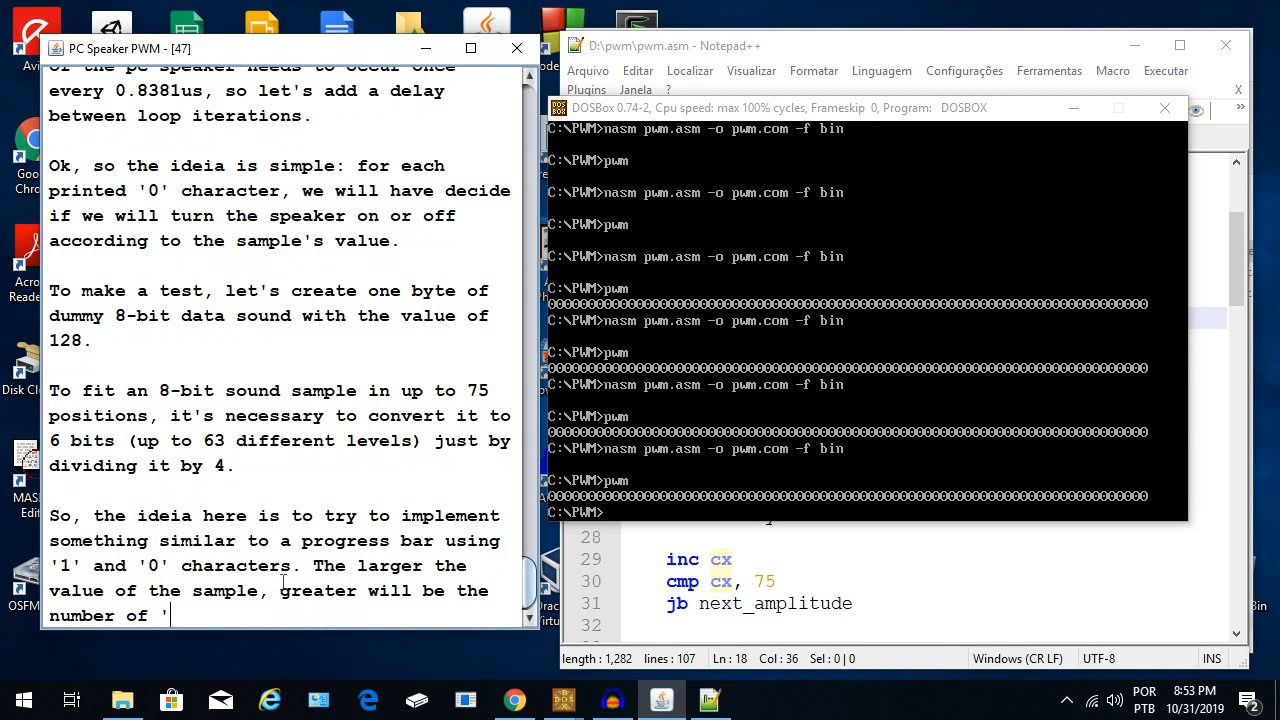 Avi
Goo
Chro
Acro
Reade
Disk Cl
MAS
Edit
OSFM
PC Speaker PWM - [47]
of the pc speaker needs to occur once
every 0.8381us, so let's add a delay
between loop iterations.
Ok, so the ideia is simple: for each
printed '0' character, we will have decide
if we will turn the speaker on or off
according to the sample's value.
To make a test, let's create one byte of
dummy 8-bit data sound with the value of
128.
To fit an 8-bit sound sample in up to 75
positions, it's necessary to convert it to
6 bits (up to 63 different levels) just by
dividing it by 4.
So, the ideia here is to try to implement
something similar to a progress bar using
'1' and '0' characters. The larger the
value of the sample, greater will be the
number of '
D:\pwm\pwm.asm - Notepad++
Arquivo Editar Localizar Visualizar Formatar Linguagem Configurações Ferramentas Macro Executar
Plugins Janela ? X
DOSBox 0.74-2, Cpu speed: max 100% cycles, Frameskip 0, Program: DOSBOX
C:\PWM>nasm pwm.asm -o pwm.com -f bin
C:\PWM>pwm
C:\PWM>nasm pwm.asm -o pwm.com -f bin
C:\PWM>pwm
C:\PWM>nasm pwm.asm -o pwm.com -f bin
C:\PWM>pwm
000000000000000000000000000000000000000000000000000000000000000000000000000
C:\PWM>nasm pwm.asm -o pwm.com -f bin
C:\PWM>pwm
000000000000000000000000000000000000000000000000000000000000000000000000000
C:\PWM>nasm pwm.asm -o pwm.com -f bin
C:\PWM>pwm
000000000000000000000000000000000000000000000000000000000000000000000000000
C:\PWM>nasm pwm.asm -o pwm.com -f bin
C:\PWM>pwm
000000000000000000000000000000000000000000000000000000000000000000000000000
C:\PWM>
28
29 inc cx
30 cmp cx, 75
31 jb next_amplitude
32
length : 1,282 lines : 107 Ln : 18 Col : 36 Sel : 0 | 0 Windows (CR LF) UTF-8 INS
Bin
POR 8:53 PM
PTB 10/31/2019
2